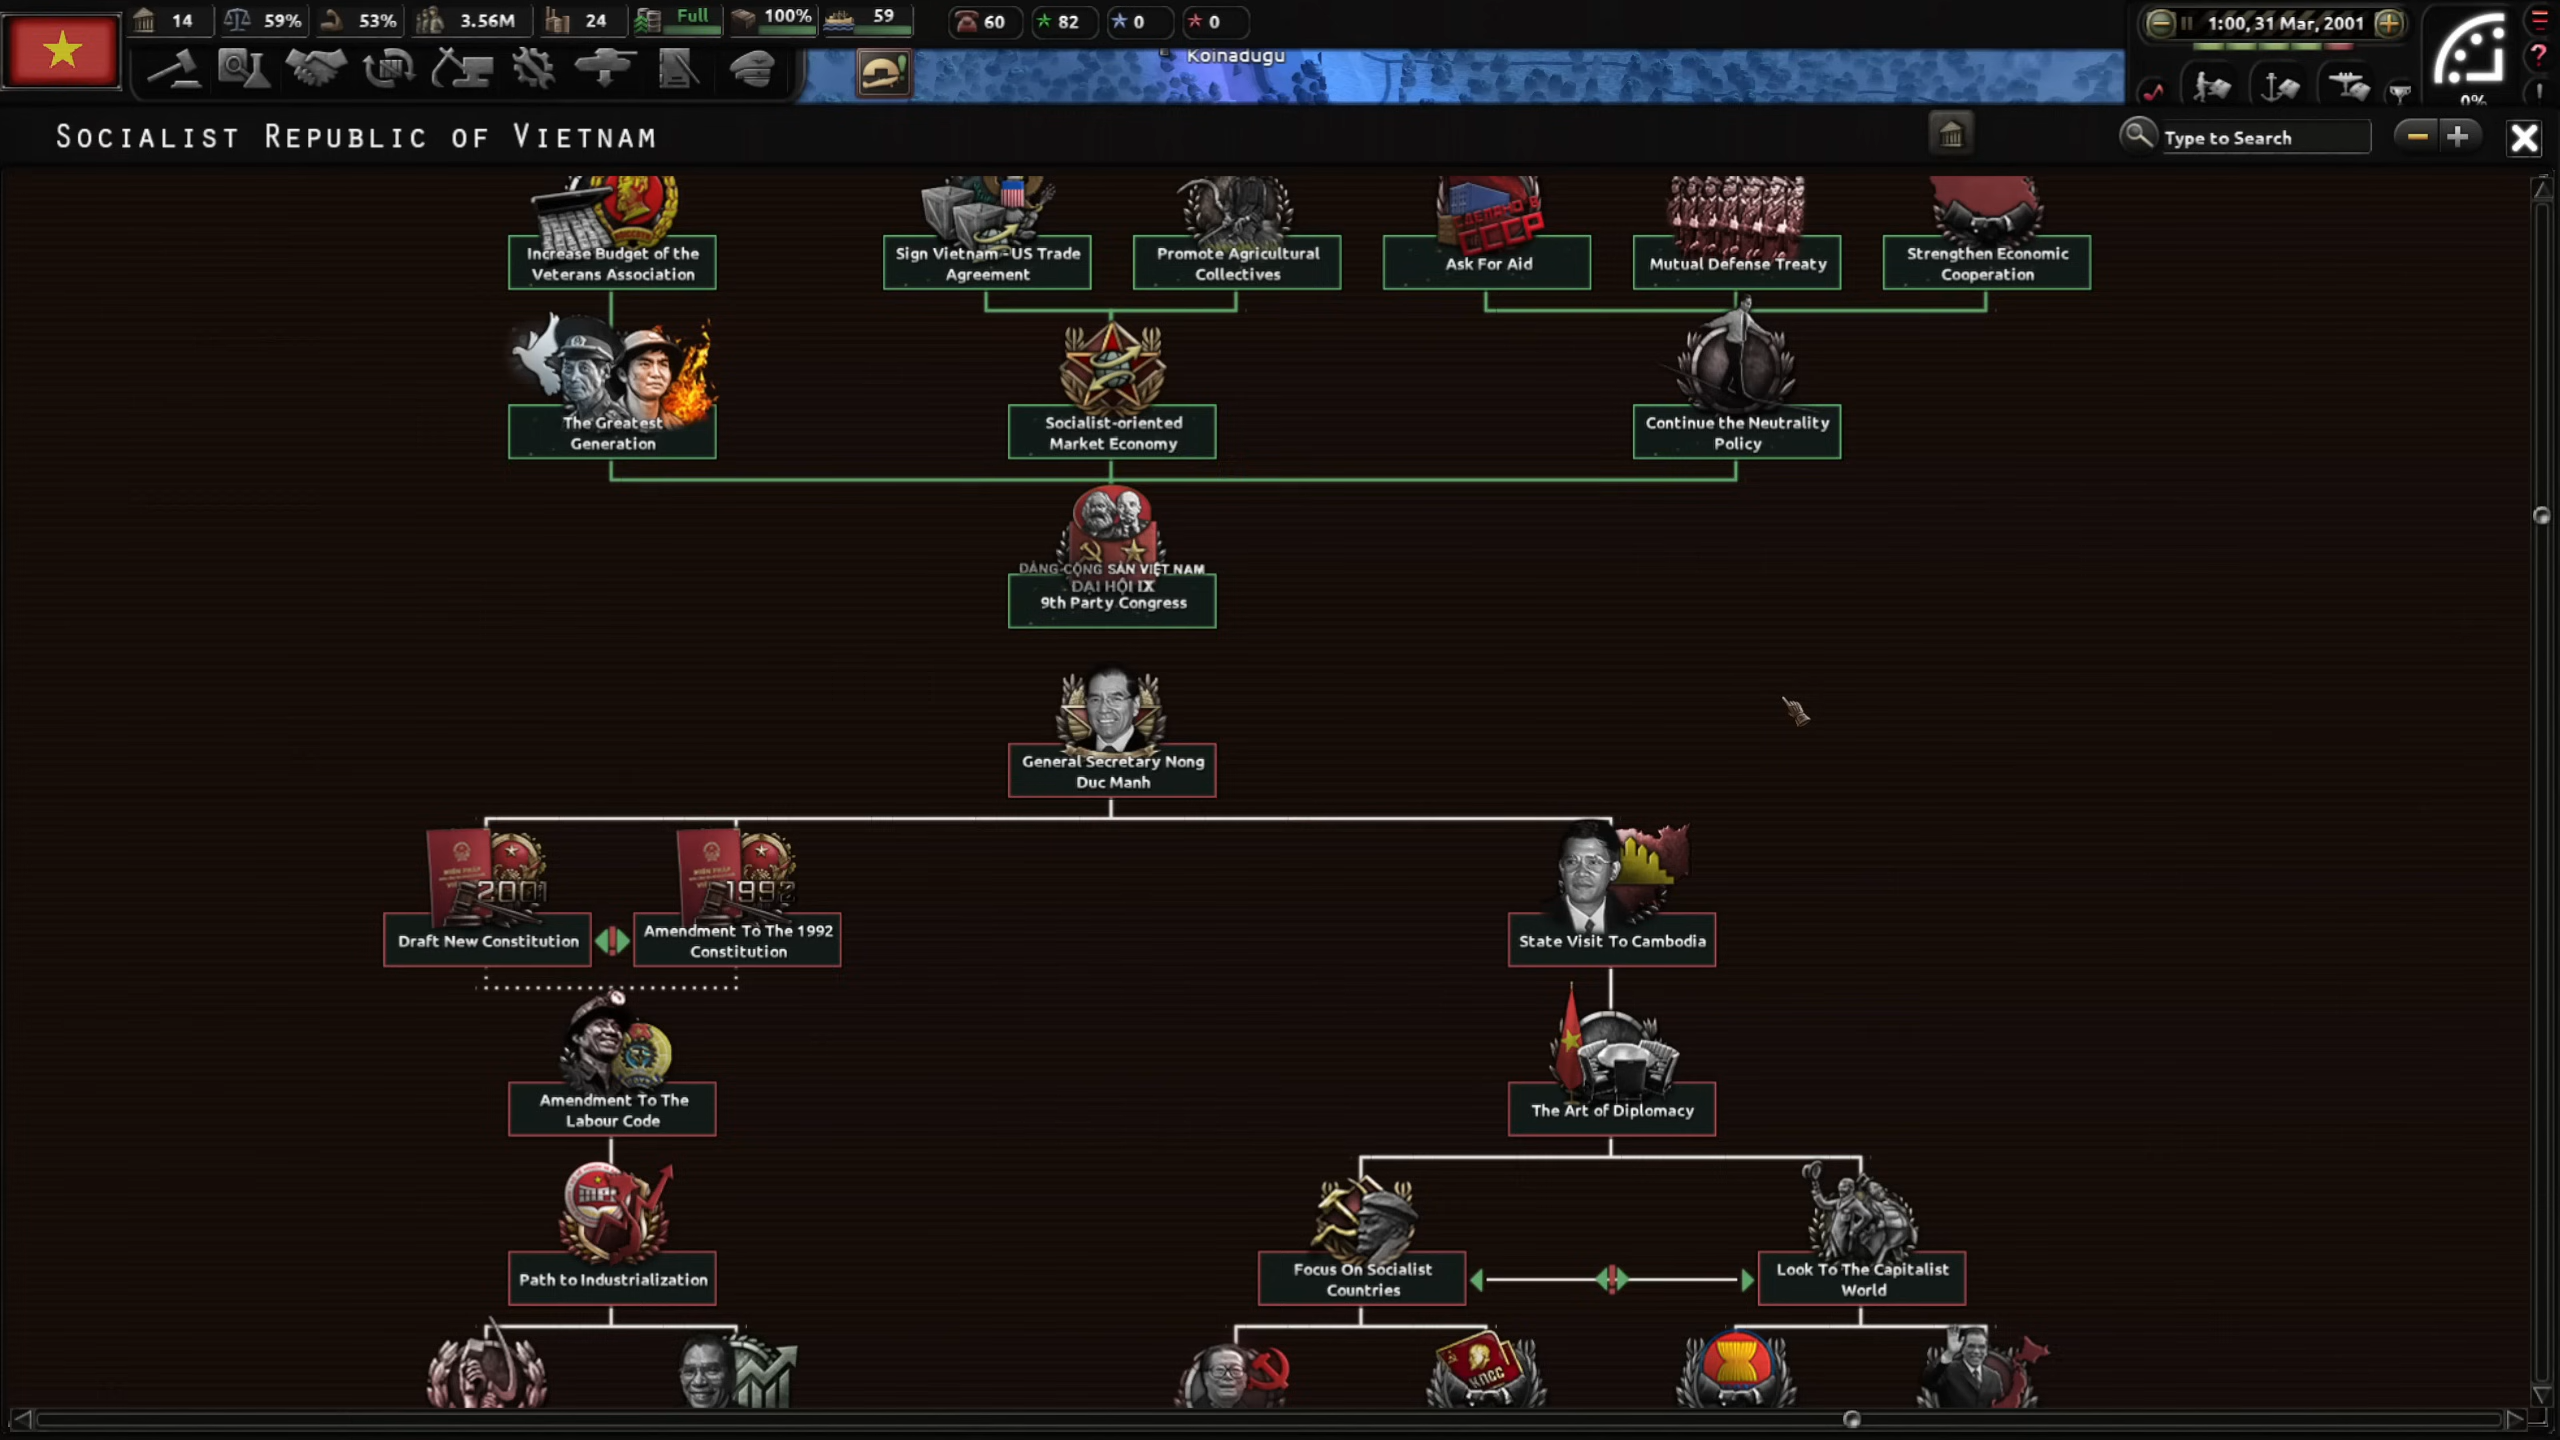 14
59%
53%
3.56M
24
Full
100%
59
60
82
0
0
1:00, 31 Mar, 2001
0%
Koinadugu
Socialist Republic of Vietnam
Type to Search
Increase Budget of the
Veterans Association
Sign Vietnam - US Trade
Agreement
Promote Agricultural
Collectives
Ask For Aid
Mutual Defense Treaty
Strengthen Economic
Cooperation
The Greatest
Generation
Socialist-oriented
Market Economy
Continue the Neutrality
Policy
ĐẢNG CỘNG SẢN VIỆT NAM
ĐẠI HỘI IX
9th Party Congress
General Secretary Nong
Duc Manh
2001
1992
Draft New Constitution
Amendment To The 1992
Constitution
State Visit To Cambodia
Amendment To The
Labour Code
The Art of Diplomacy
Path to Industrialization
Focus On Socialist
Countries
Look To The Capitalist
World
КПСС